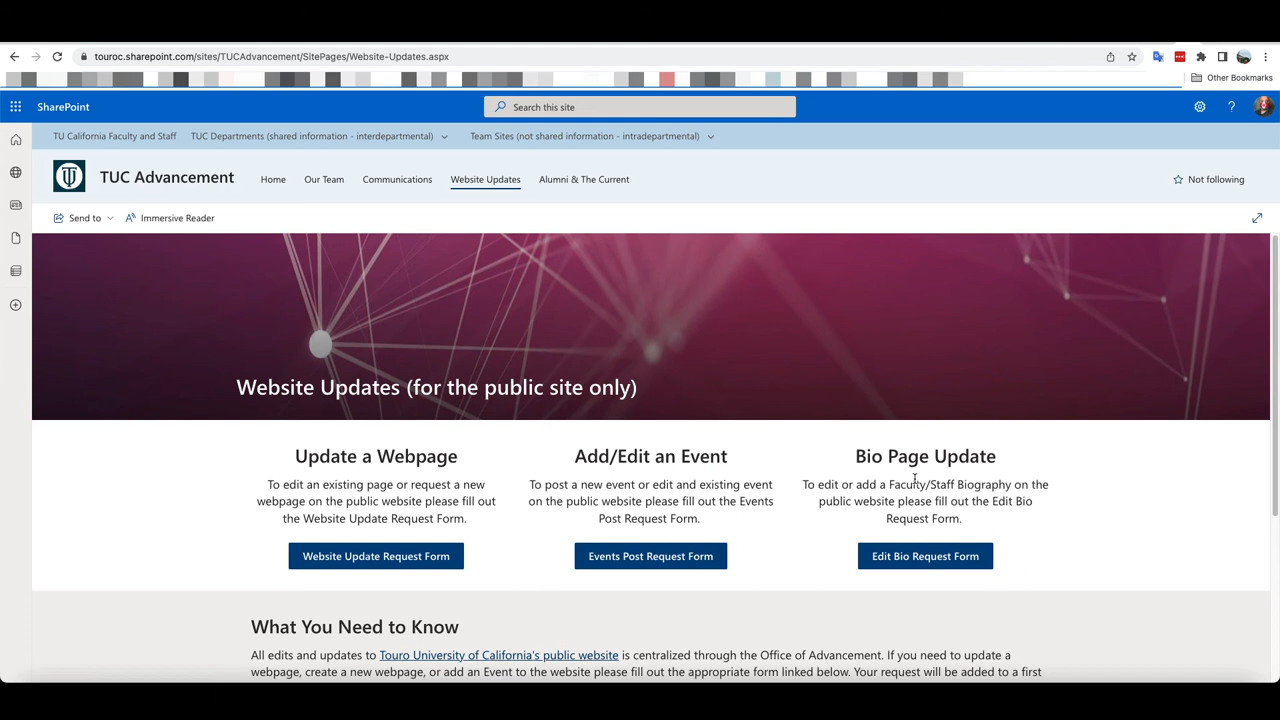 touroc.sharepoint.com/sites/TUCAdvancement/SitePages/Website-Updates.aspx
Other Bookmarks
SharePoint
Search this site
TU California Faculty and Staff
TUC Departments (shared information - interdepartmental)
Team Sites (not shared information - intradepartmental)
TUC Advancement
Home
Our Team
Communications
Website Updates
Alumni & The Current
Not following
Send to
Immersive Reader
Website Updates (for the public site only)
Update a Webpage
To edit an existing page or request a new
webpage on the public website please fill out
the Website Update Request Form.
Website Update Request Form
Add/Edit an Event
To post a new event or edit and existing event
on the public website please fill out the Events
Post Request Form.
Events Post Request Form
Bio Page Update
To edit or add a Faculty/Staff Biography on the
public website please fill out the Edit Bio
Request Form.
Edit Bio Request Form
What You Need to Know
All edits and updates to Touro University of California's public website is centralized through the Office of Advancement. If you need to update a
webpage, create a new webpage, or add an Event to the website please fill out the appropriate form linked below. Your request will be added to a first